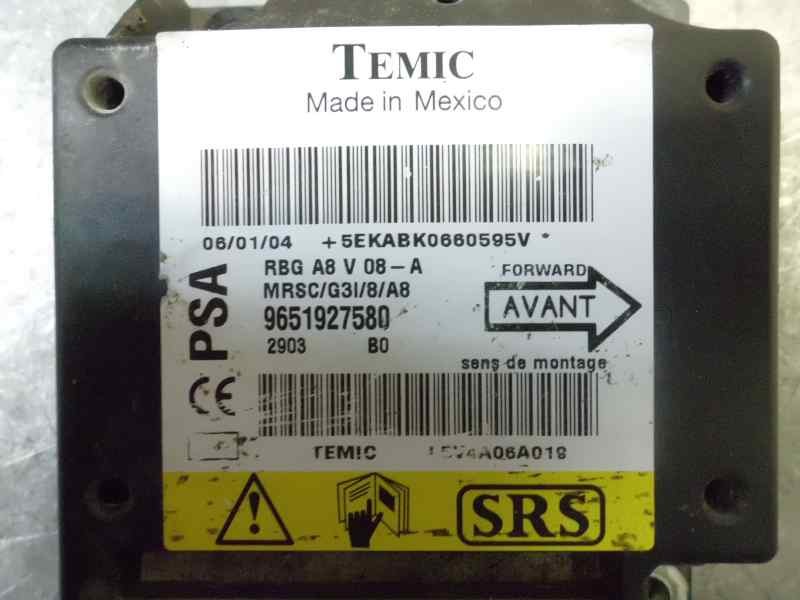 TEMIC
Made in Mexico
06/01/04 +5EKABK0660595V *
RBG A8 V 08-A
MRSC/G3I/8/A8
9651927580
2903 B0
PSA
CE
FORWARD
AVANT
sens de montage
TEMIC
SRS